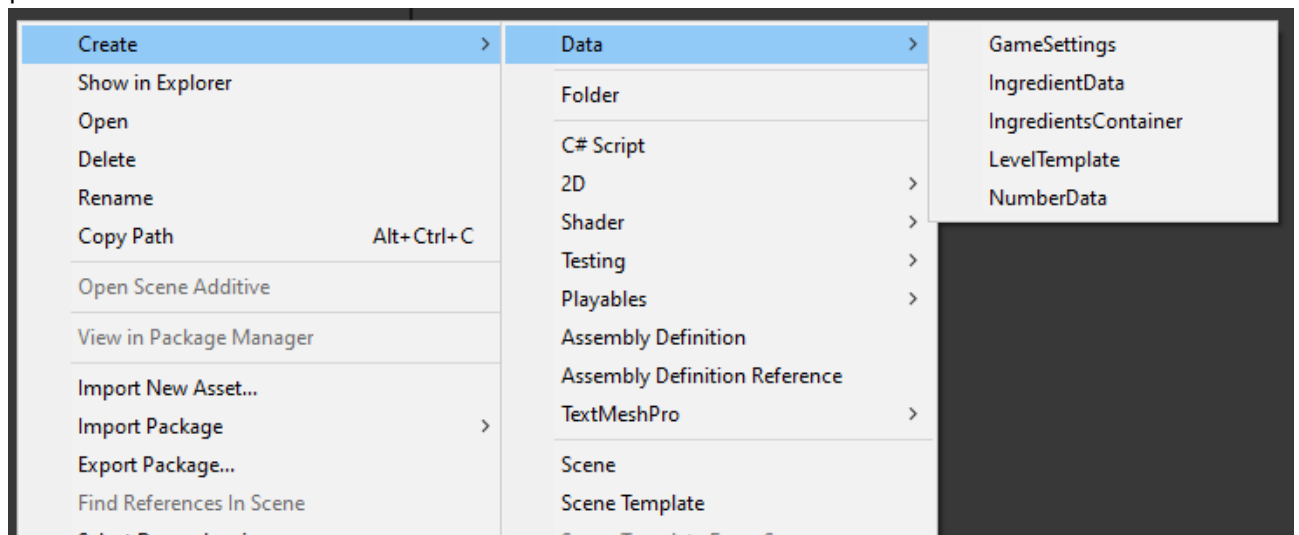 Create
Show in Explorer
Open
Delete
Rename
Copy Path Alt+Ctrl+C
Open Scene Additive
View in Package Manager
Import New Asset...
Import Package
Export Package...
Find References In Scene
Data
Folder
C# Script
2D
Shader
Testing
Playables
Assembly Definition
Assembly Definition Reference
TextMeshPro
Scene
Scene Template
GameSettings
IngredientData
IngredientsContainer
LevelTemplate
NumberData